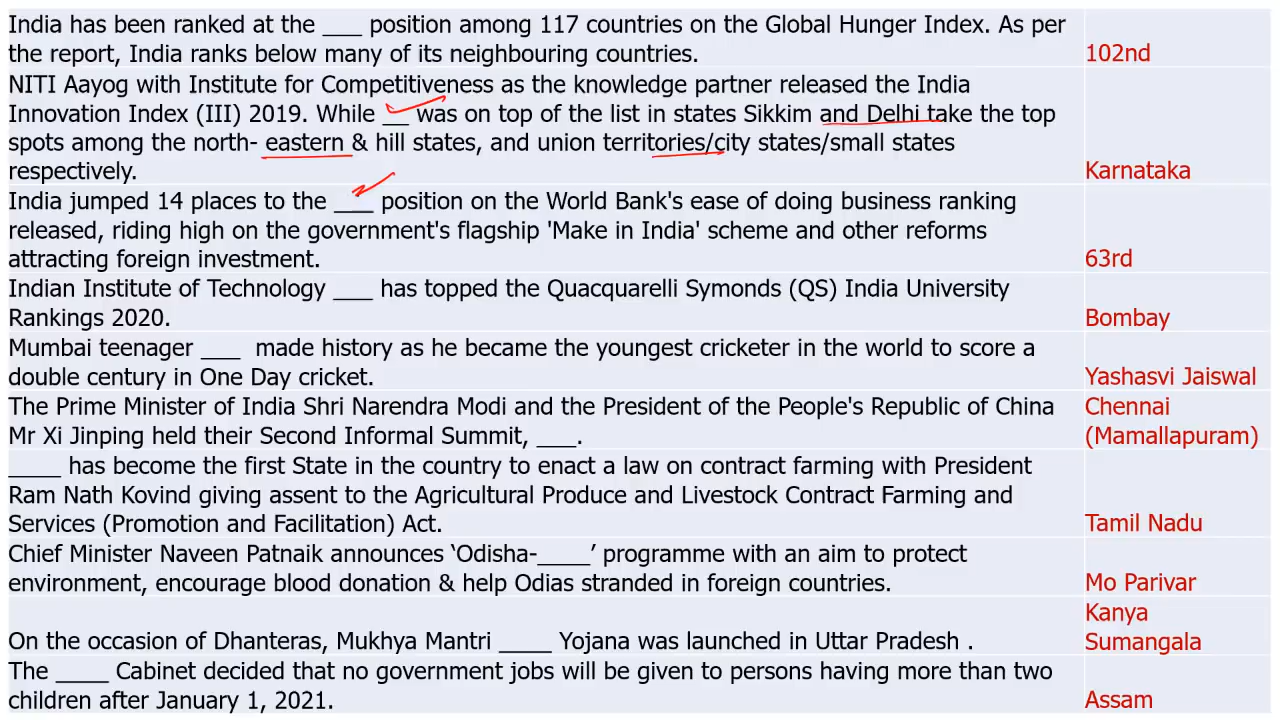 India has been ranked at the ___ position among 117 countries on the Global Hunger Index. As per
the report, India ranks below many of its neighbouring countries.
102nd
NITI Aayog with Institute for Competitiveness as the knowledge partner released the India
Innovation Index (III) 2019. While __ was on top of the list in states Sikkim and Delhi take the top
spots among the north- eastern & hill states, and union territories/city states/small states
respectively.
Karnataka
India jumped 14 places to the ___ position on the World Bank's ease of doing business ranking
released, riding high on the government's flagship 'Make in India' scheme and other reforms
attracting foreign investment.
63rd
Indian Institute of Technology ___ has topped the Quacquarelli Symonds (QS) India University
Rankings 2020.
Bombay
Mumbai teenager ___ made history as he became the youngest cricketer in the world to score a
double century in One Day cricket.
Yashasvi Jaiswal
The Prime Minister of India Shri Narendra Modi and the President of the People's Republic of China
Mr Xi Jinping held their Second Informal Summit, ___.
Chennai
(Mamallapuram)
____ has become the first State in the country to enact a law on contract farming with President
Ram Nath Kovind giving assent to the Agricultural Produce and Livestock Contract Farming and
Services (Promotion and Facilitation) Act.
Tamil Nadu
Chief Minister Naveen Patnaik announces ‘Odisha-____’ programme with an aim to protect
environment, encourage blood donation & help Odias stranded in foreign countries.
Mo Parivar
On the occasion of Dhanteras, Mukhya Mantri ____ Yojana was launched in Uttar Pradesh .
Kanya
Sumangala
The ____ Cabinet decided that no government jobs will be given to persons having more than two
children after January 1, 2021.
Assam